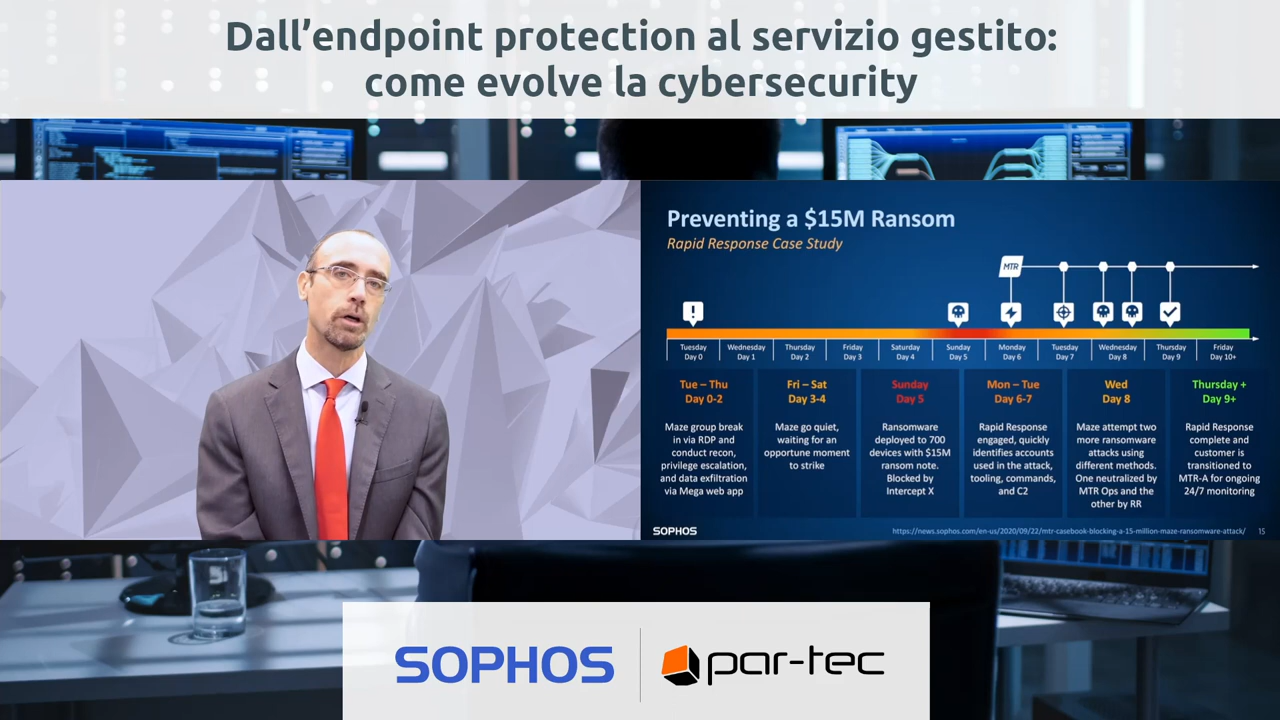 Dall'endpoint protection al servizio gestito:
come evolve la cybersecurity
Preventing a $15M Ransom
Rapid Response Case Study
MTR
Tuesday
Day 0
Wednesday
Day 1
Thursday
Day 2
Friday
Day 3
Saturday
Day 4
Sunday
Day 5
Monday
Day 6
Tuesday
Day 7
Wednesday
Day 8
Thursday
Day 9
Friday
Day 10+
Tue – Thu
Day 0-2
Maze group break
in via RDP and
conduct recon,
privilege escalation,
and data exfiltration
via Mega web app
Fri – Sat
Day 3-4
Maze go quiet,
waiting for an
opportune moment
to strike
Sunday
Day 5
Ransomware
deployed to 700
devices with $15M
ransom note.
Blocked by
Intercept X
Mon – Tue
Day 6-7
Rapid Response
engaged, quickly
identifies accounts
used in the attack,
tooling, commands,
and C2
Wed
Day 8
Maze attempt two
more ransomware
attacks using
different methods.
One neutralized by
MTR Ops and the
other by RR
Thursday +
Day 9+
Rapid Response
complete and
customer is
transitioned to
MTR-A for ongoing
24/7 monitoring
SOPHOS
https://news.sophos.com/en-us/2020/09/22/mtr-casebook-blocking-a-15-million-maze-ransomware-attack/
15
SOPHOS
par-tec